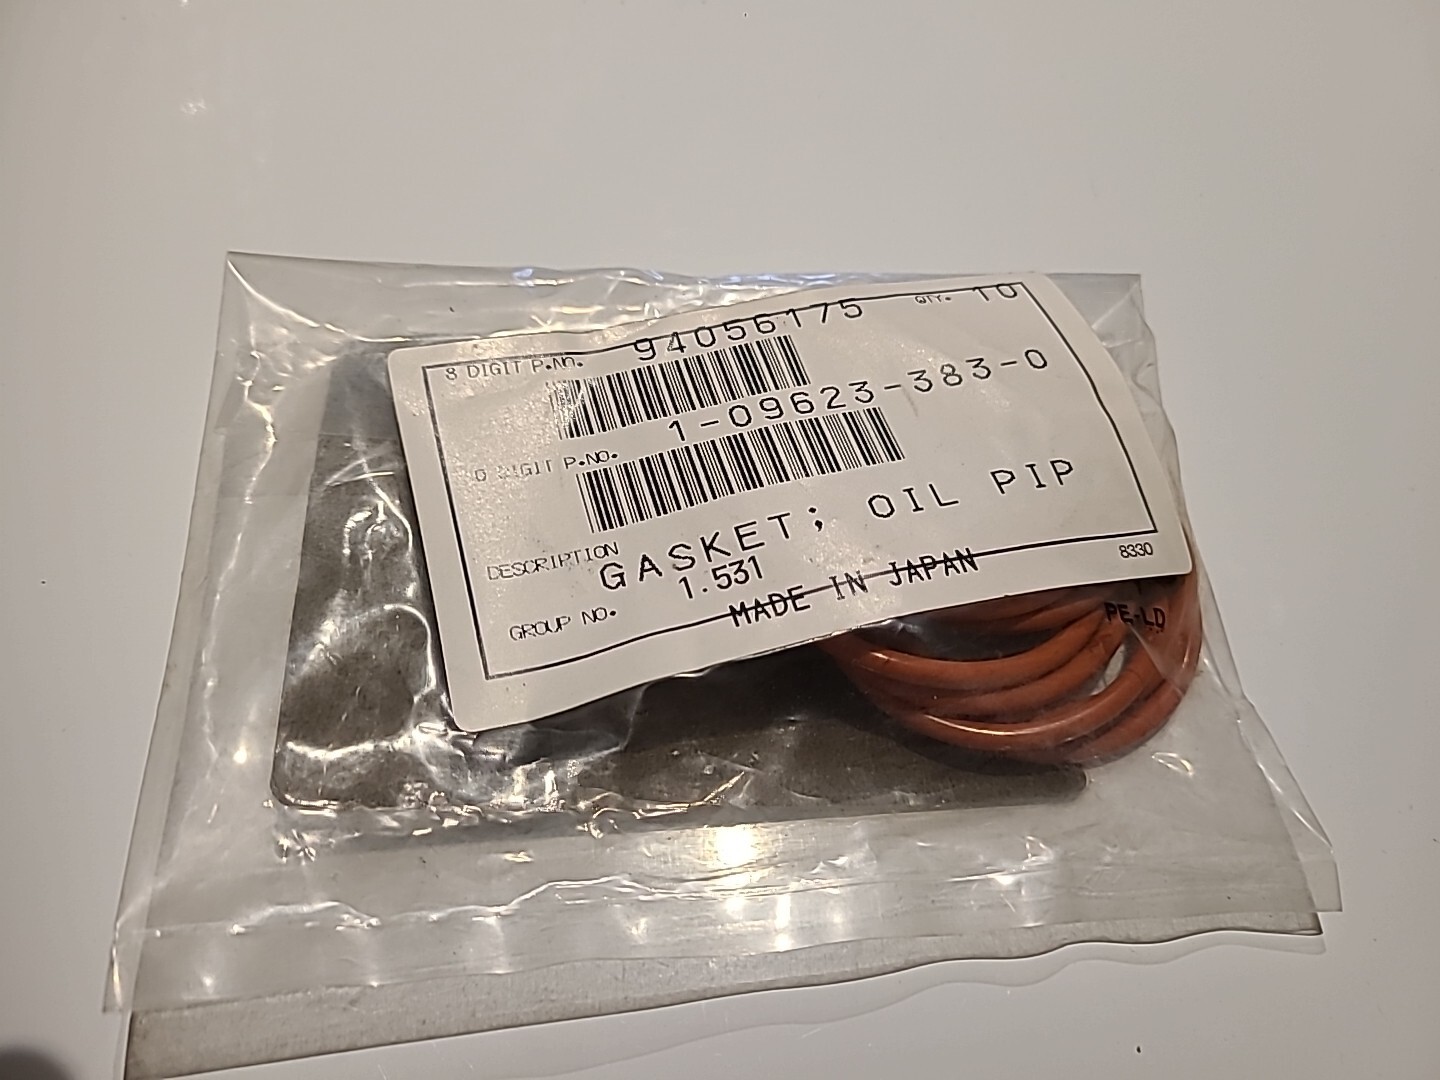 8 DIGIT P.NO. 94056175 QTY. 10
DIGIT P.NO. 1-09623-383-0
DESCRIPTION GASKET; OIL PIP
GROUP NO. 1.531
MADE IN JAPAN 8330
PE-LD